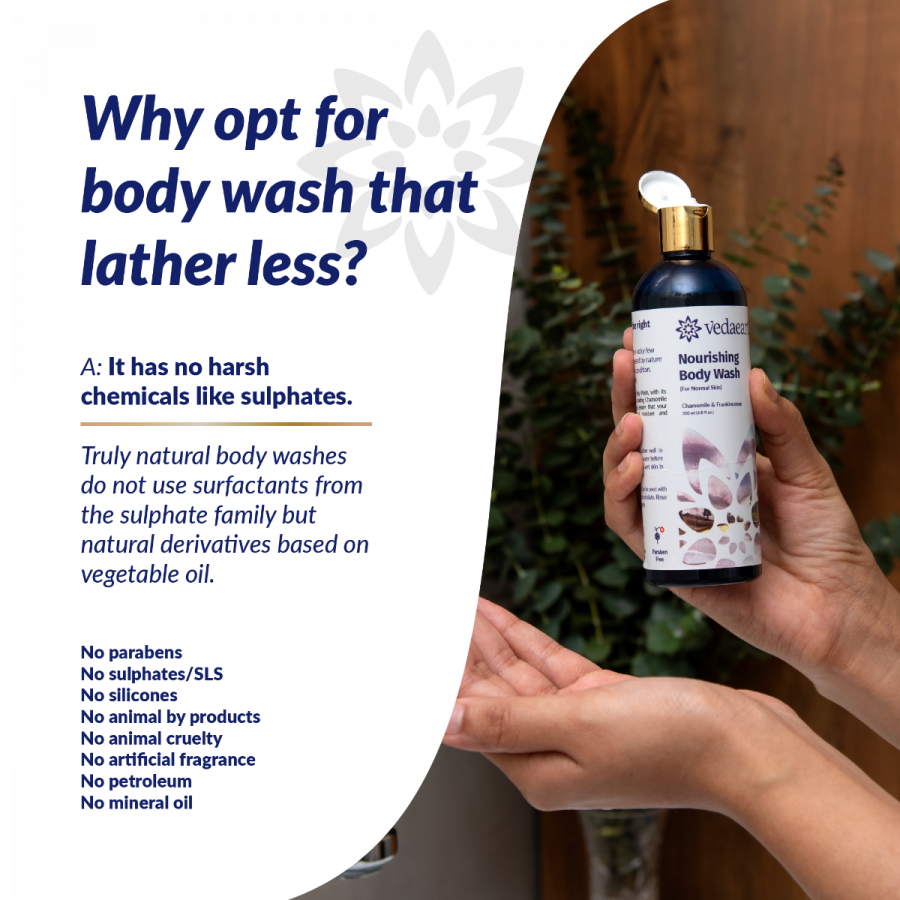 Why opt for
body wash that
lather less?
A: It has no harsh
chemicals like sulphates.
Truly natural body washes
do not use surfactants from
the sulphate family but
natural derivatives based on
vegetable oil.
No parabens
No sulphates/SLS
No silicones
No animal by products
No animal cruelty
No artificial fragrance
No petroleum
No mineral oil
right
vedaear
Nourishing
Body Wash
(For Normal Skin)
Chamomile & Frankincense
Paraben
Free